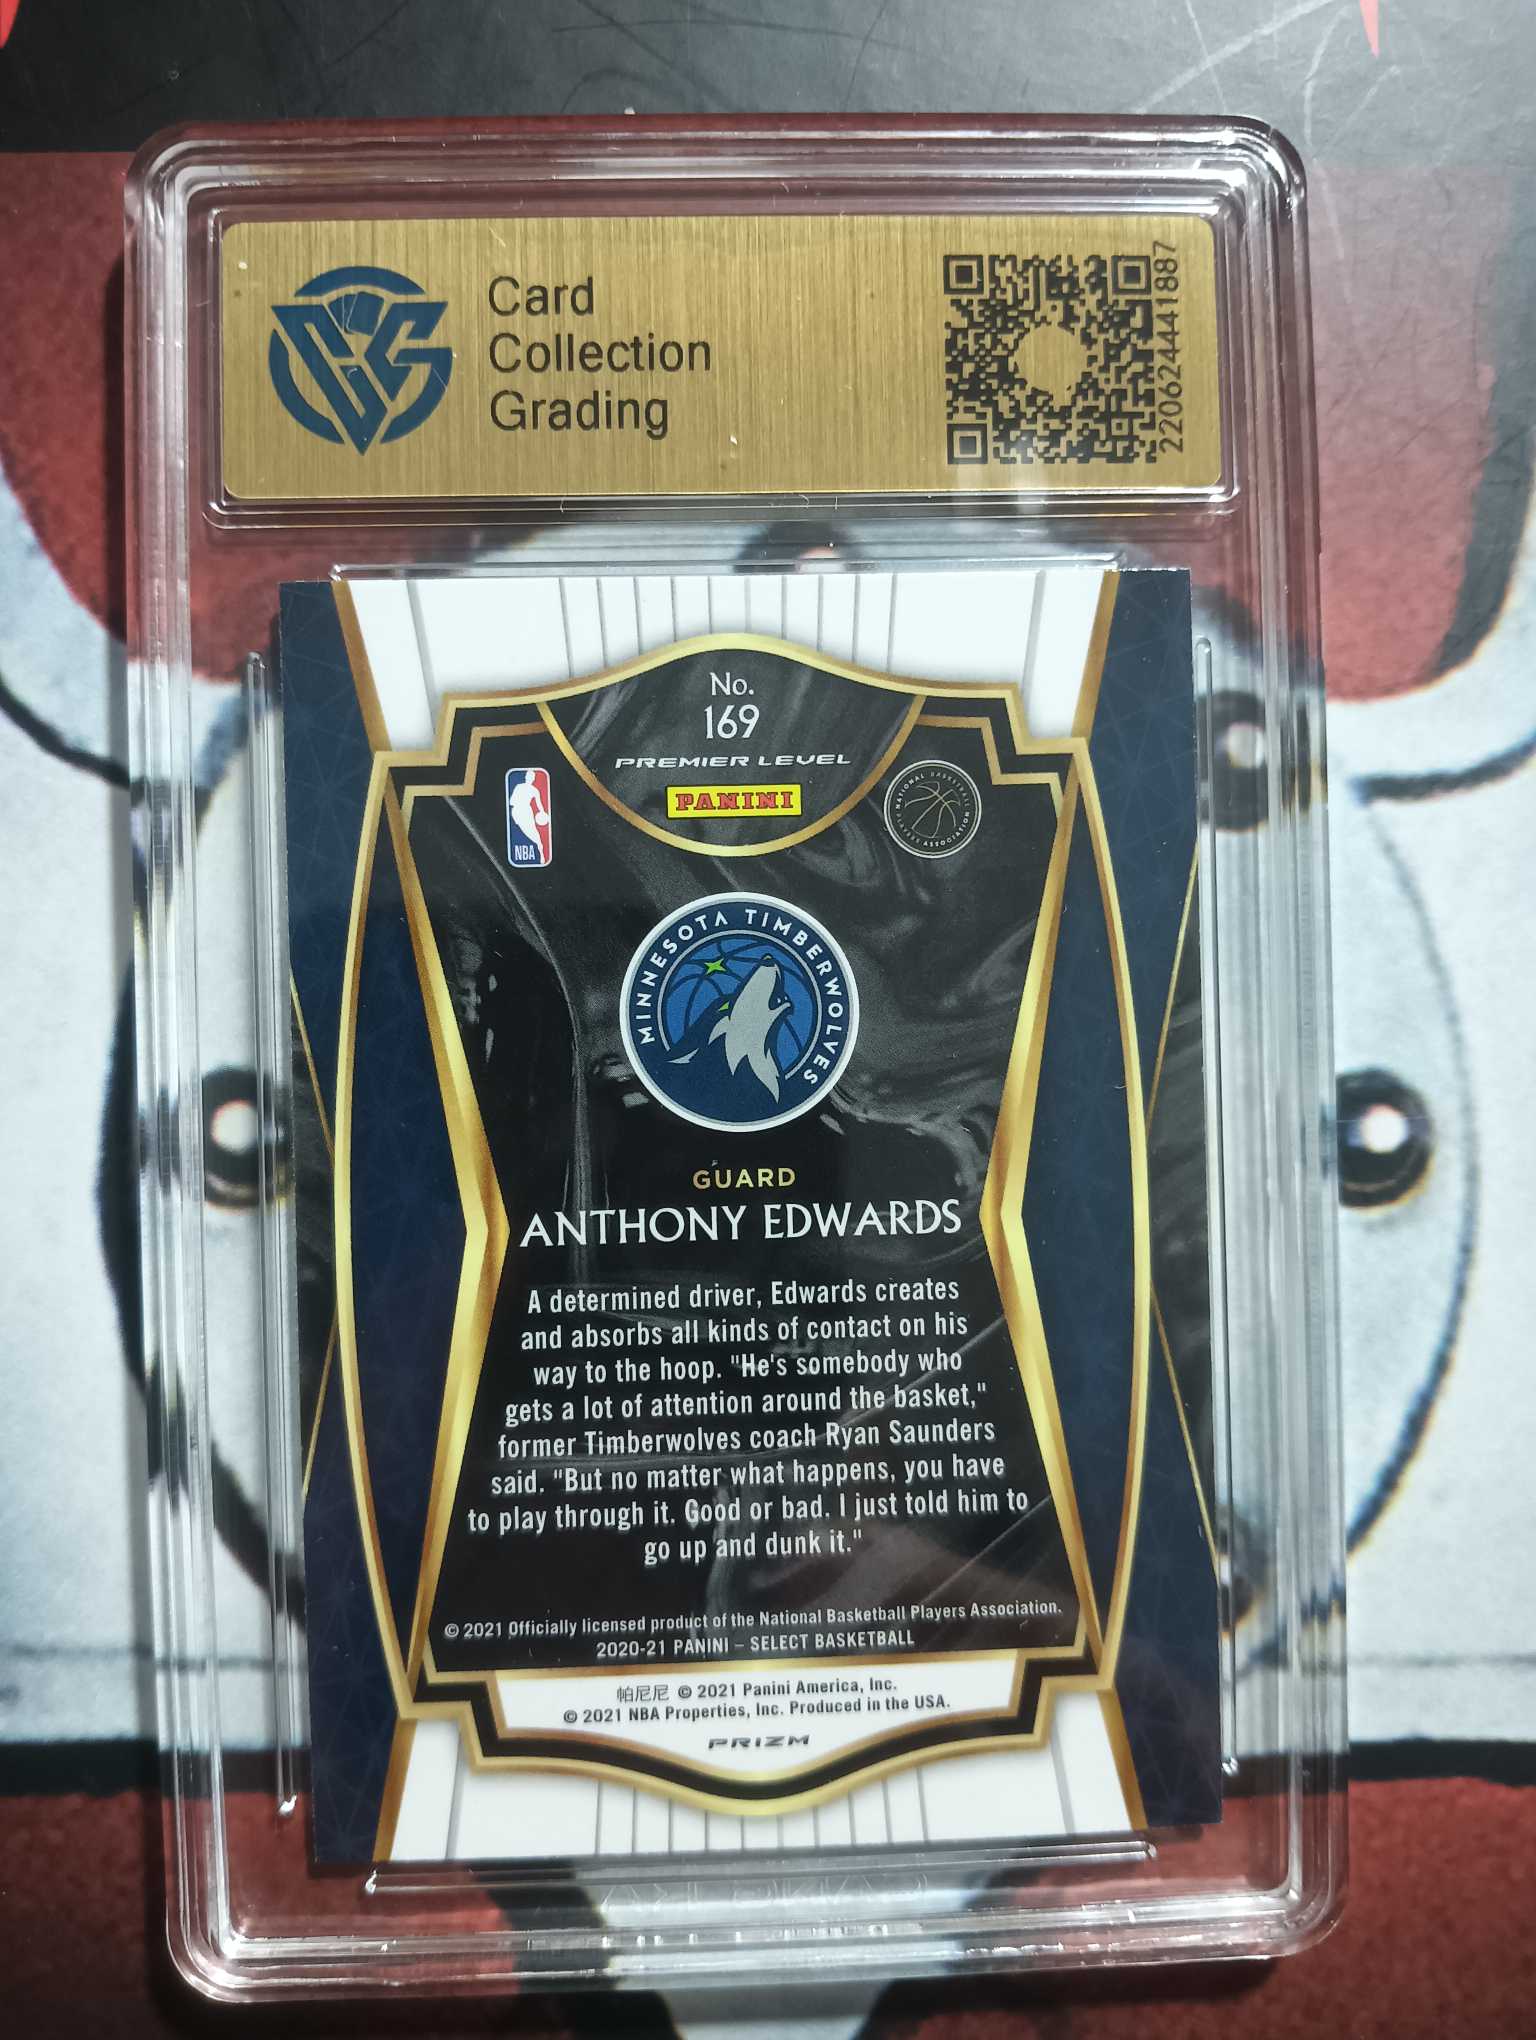 Card
Collection
Grading
220624441887
No.
169
PREMIER LEVEL
PANINI
NBA
NATIONAL BASKETBALL
PLAYERS ASSOCIATION
MINNESOTA TIMBERWOLVES
GUARD
ANTHONY EDWARDS
A determined driver, Edwards creates
and absorbs all kinds of contact on his
way to the hoop. "He's somebody who
gets a lot of attention around the basket,"
former Timberwolves coach Ryan Saunders
said. "But no matter what happens, you have
to play through it. Good or bad. I just told him to
go up and dunk it."
© 2021 Officially licensed product of the National Basketball Players Association.
2020-21 PANINI – SELECT BASKETBALL
帕尼尼 © 2021 Panini America, Inc.
© 2021 NBA Properties, Inc. Produced in the USA.
PRIZM